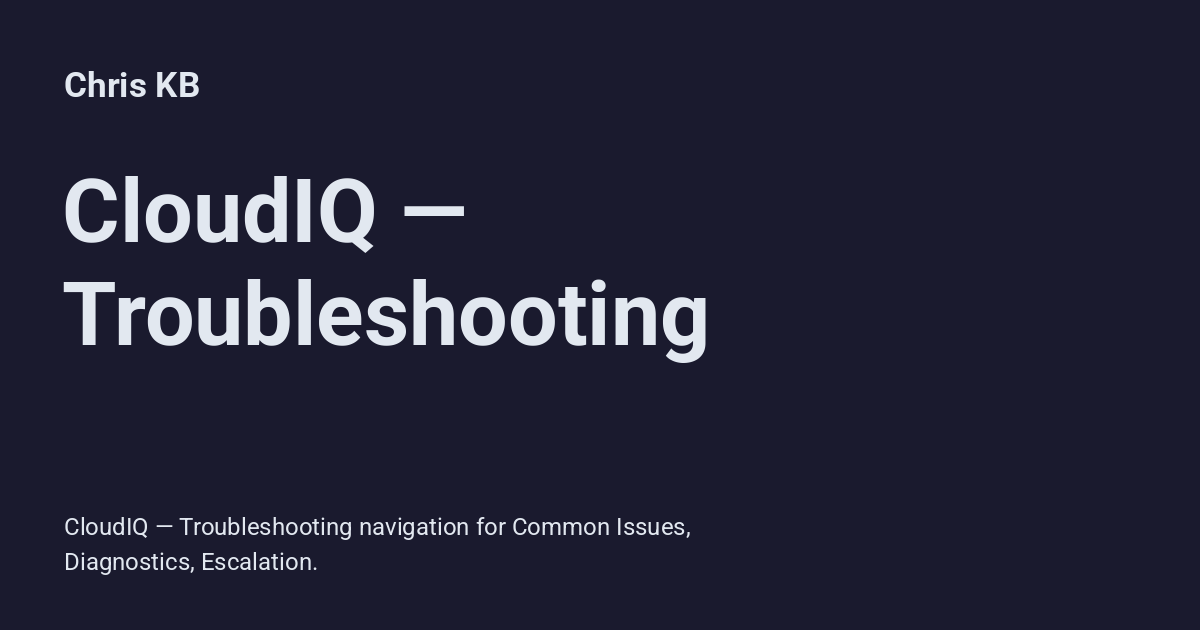 Chris KB
CloudIQ —
Troubleshooting
CloudIQ — Troubleshooting navigation for Common Issues,
Diagnostics, Escalation.